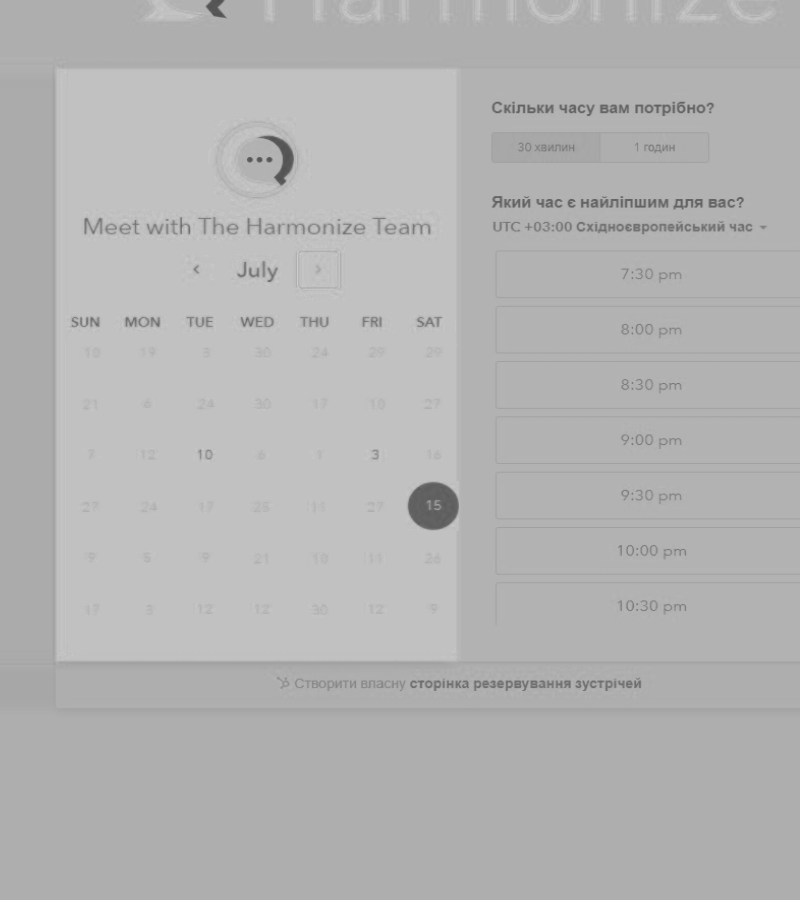 Harmonize
Meet with The Harmonize Team
July
SUN MON TUE WED THU FRI SAT
10 19 3 30 24 29 29
21 6 24 30 17 18 27
7 12 10 6 1 3 16
27 24 17 25 11 27 15
9 5 9 21 10 11 26
17 3 12 12 30 12 9
Скільки часу вам потрібно?
30 хвилин 1 годин
Який час є найліпшим для вас?
UTC +03:00 Східноєвропейський час
7:30 pm
8:00 pm
8:30 pm
9:00 pm
9:30 pm
10:00 pm
10:30 pm
Створити власну сторінка резервування зустрічей